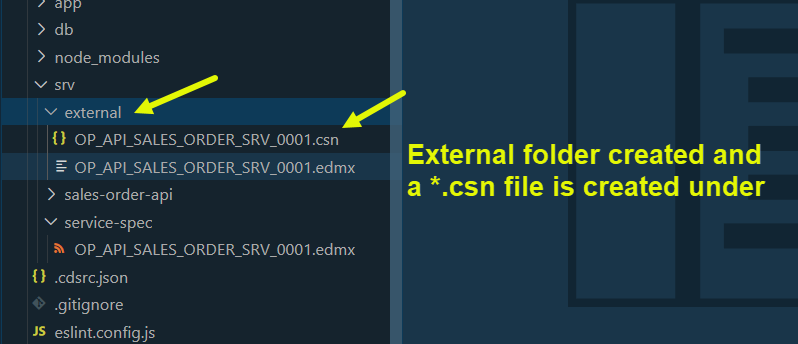 app
db
node_modules
srv
external
{} OP_API_SALES_ORDER_SRV_0001.csn
OP_API_SALES_ORDER_SRV_0001.edmx
sales-order-api
service-spec
OP_API_SALES_ORDER_SRV_0001.edmx
{} .cdsrc.json
.gitignore
JS eslint.config.js
External folder created and
a *.csn file is created under